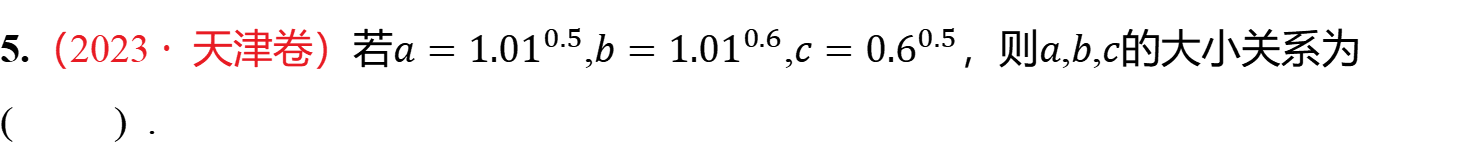 5.（2023· 天津卷）若a = 1.01^0.5,b = 1.01^0.6,c = 0.6^0.5，则a,b,c的大小关系为
(　　) .